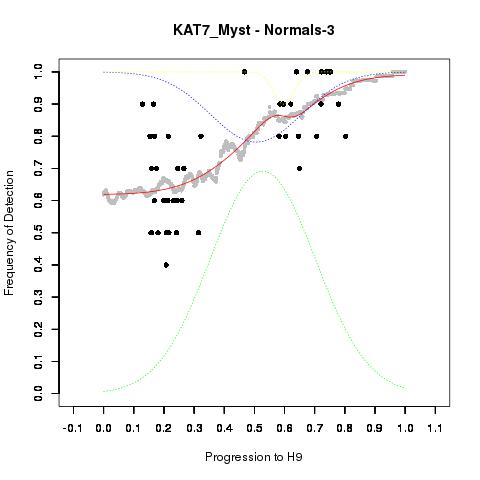 KAT7_Myst - Normals-3
Frequency of Detection
1.0
0.9
0.8
0.7
0.6
0.5
0.4
0.3
0.2
0.1
0.0
-0.1 0.0 0.1 0.2 0.3 0.4 0.5 0.6 0.7 0.8 0.9 1.0 1.1
Progression to H9